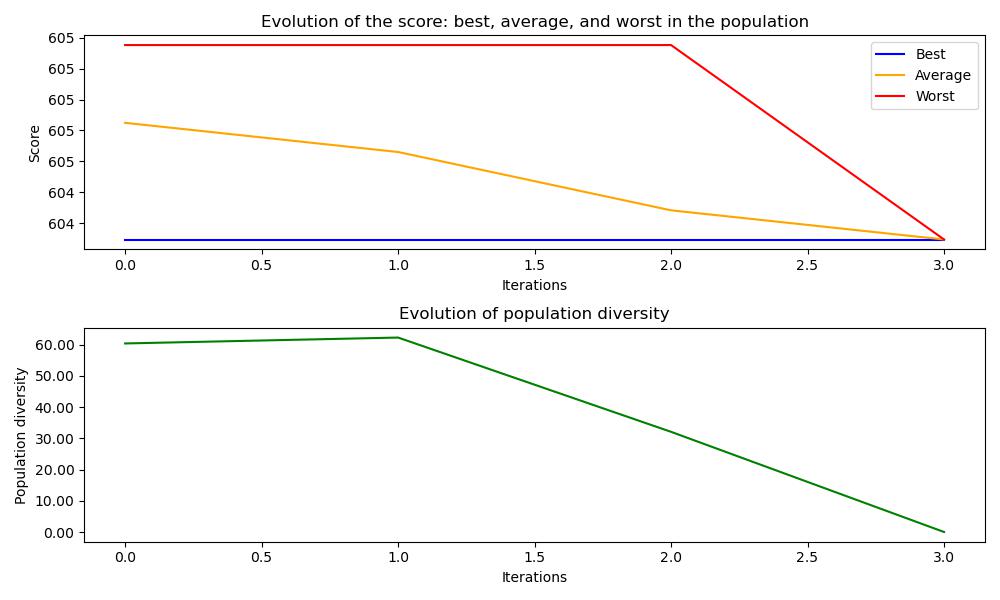 Evolution of the score: best, average, and worst in the population
605
605
605
605
605
604
604
Score
Best
Average
Worst
0.0 0.5 1.0 1.5 2.0 2.5 3.0
Iterations
Evolution of population diversity
60.00
50.00
40.00
30.00
20.00
10.00
0.00
Population diversity
0.0 0.5 1.0 1.5 2.0 2.5 3.0
Iterations